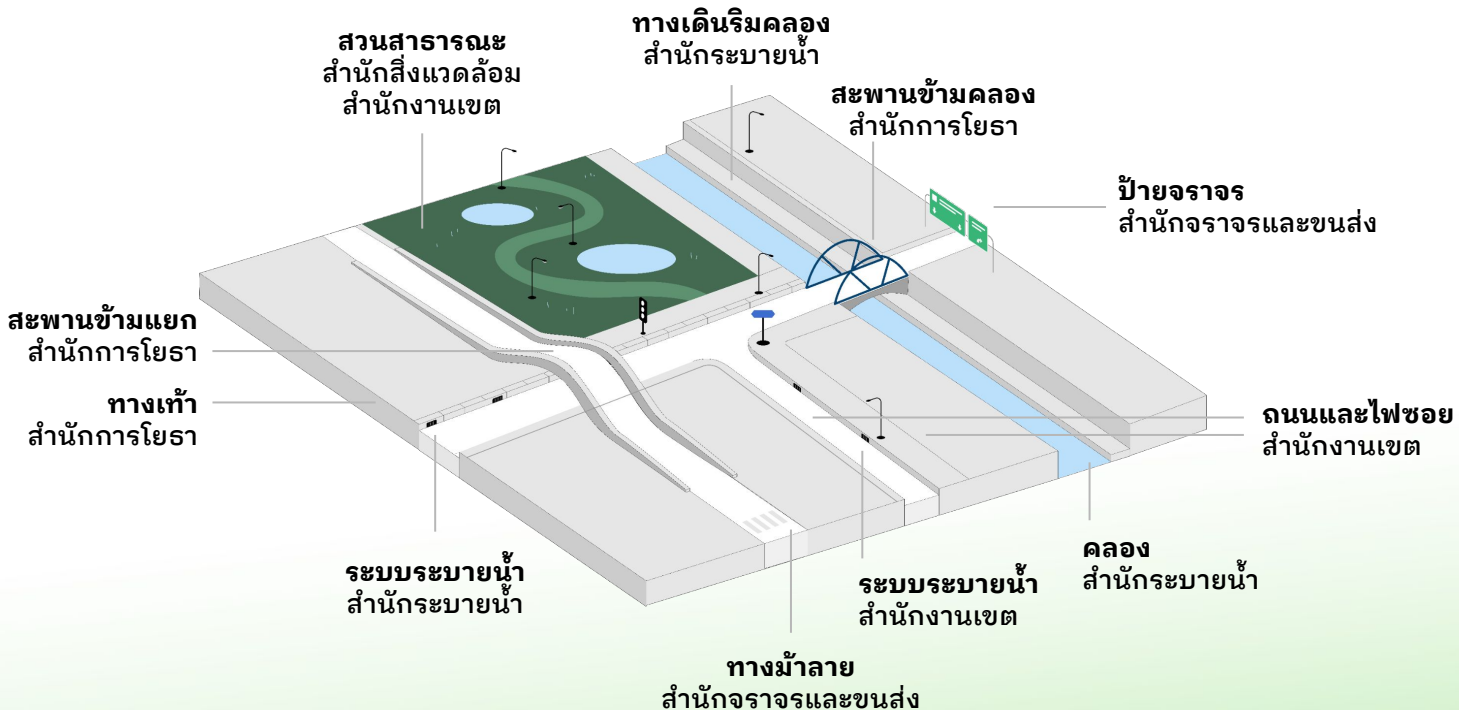 ทางเดินริมคลอง
สำนักระบายน้ำ
สวนสาธารณะ
สำนักสิ่งแวดล้อม
สำนักงานเขต
สะพานข้ามคลอง
สำนักการโยธา
ป้ายจราจร
สำนักจราจรและขนส่ง
สะพานข้ามแยก
สำนักการโยธา
ทางเท้า
สำนักการโยธา
ถนนและไฟซอย
สำนักงานเขต
ระบบระบายน้ำ
สำนักระบายน้ำ
ระบบระบายน้ำ
สำนักงานเขต
คลอง
สำนักระบายน้ำ
ทางม้าลาย
สำนักจราจรและขนส่ง